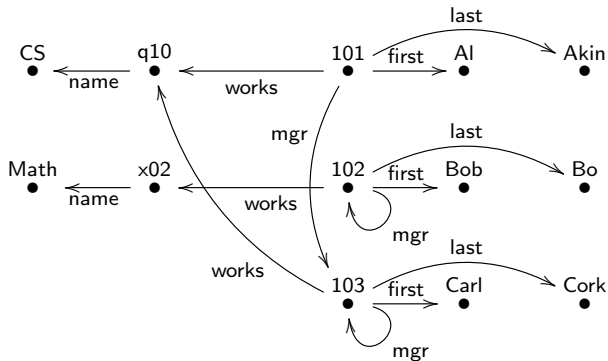 last
CS q10 101 Al Akin
first
name works
mgr
last
Math x02 102 Bob Bo
first
name works
mgr
works last
103 Carl Cork
first
mgr